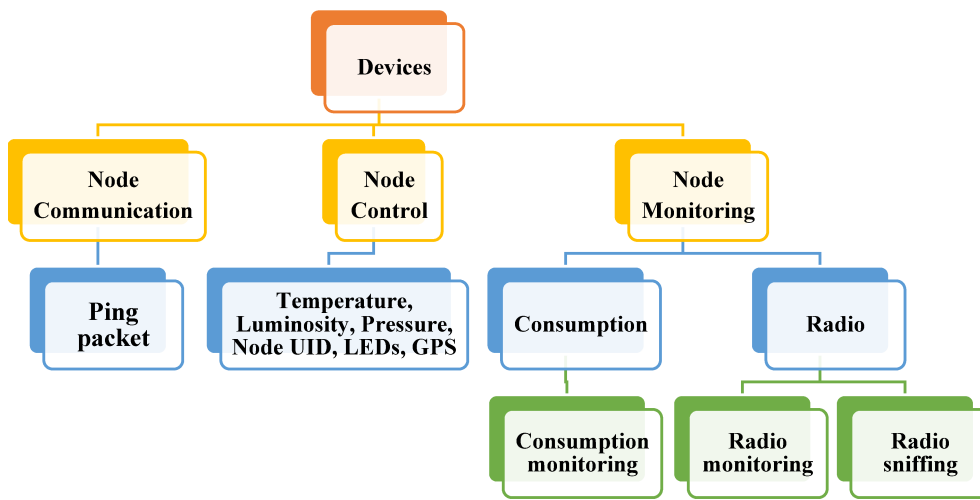 Devices
Node
Communication
Node
Control
Node
Monitoring
Ping
packet
Temperature,
Luminosity, Pressure,
Node UID, LEDs, GPS
Consumption
Radio
Consumption
monitoring
Radio
monitoring
Radio
sniffing